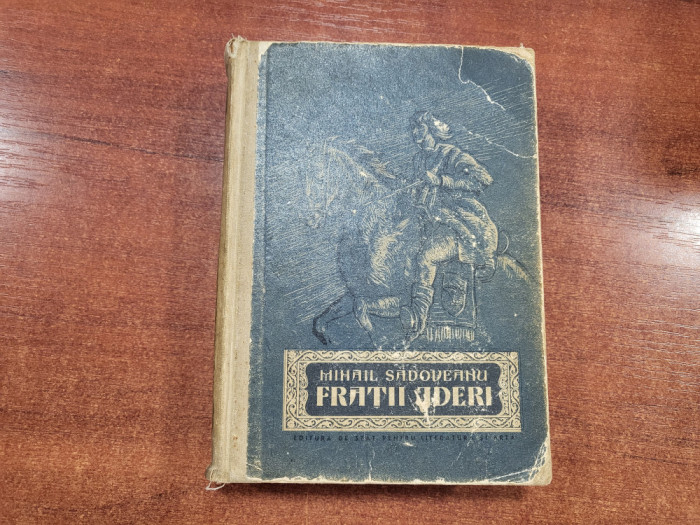 MIHAIL SADOVEANU
FRAȚII JDERI
EDITURA DE STAT PENTRU LITERATURĂ ȘI ARTĂ